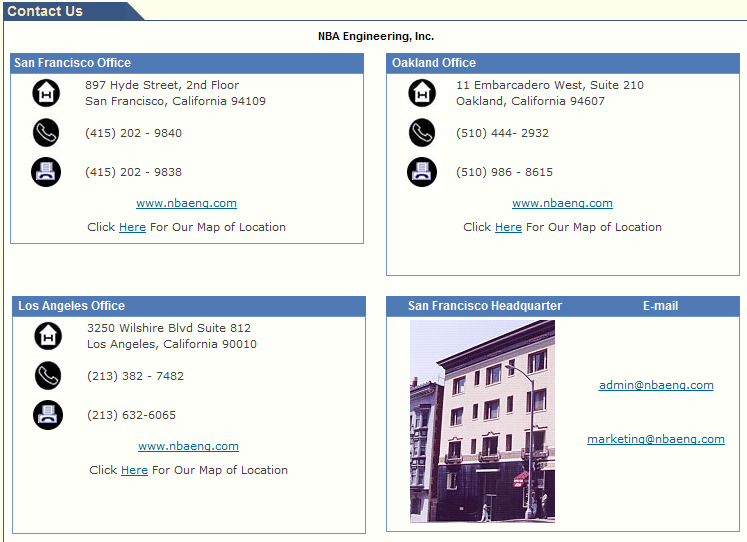 Contact Us
NBA Engineering, Inc.
San Francisco Office
897 Hyde Street, 2nd Floor
San Francisco, California 94109
(415) 202 - 9840
(415) 202 - 9838
www.nbaeng.com
Click Here For Our Map of Location
Oakland Office
11 Embarcadero West, Suite 210
Oakland, California 94607
(510) 444- 2932
(510) 986 - 8615
www.nbaeng.com
Click Here For Our Map of Location
Los Angeles Office
3250 Wilshire Blvd Suite 812
Los Angeles, California 90010
(213) 382 - 7482
(213) 632-6065
www.nbaeng.com
Click Here For Our Map of Location
San Francisco Headquarter
E-mail
admin@nbaeng.com
marketing@nbaeng.com